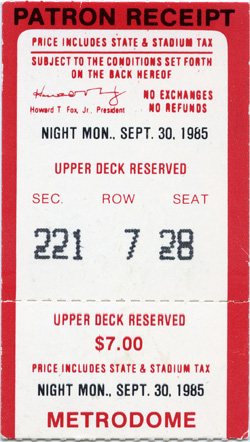 PATRON RECEIPT
PRICE INCLUDES STATE & STADIUM TAX
SUBJECT TO THE CONDITIONS SET FORTH
ON THE BACK HEREOF
Howard T. Fox, Jr., President
NO EXCHANGES
NO REFUNDS
NIGHT MON., SEPT. 30, 1985
UPPER DECK RESERVED
SEC. ROW SEAT
221 7 28
UPPER DECK RESERVED
$7.00
PRICE INCLUDES STATE & STADIUM TAX
NIGHT MON., SEPT. 30, 1985
METRODOME